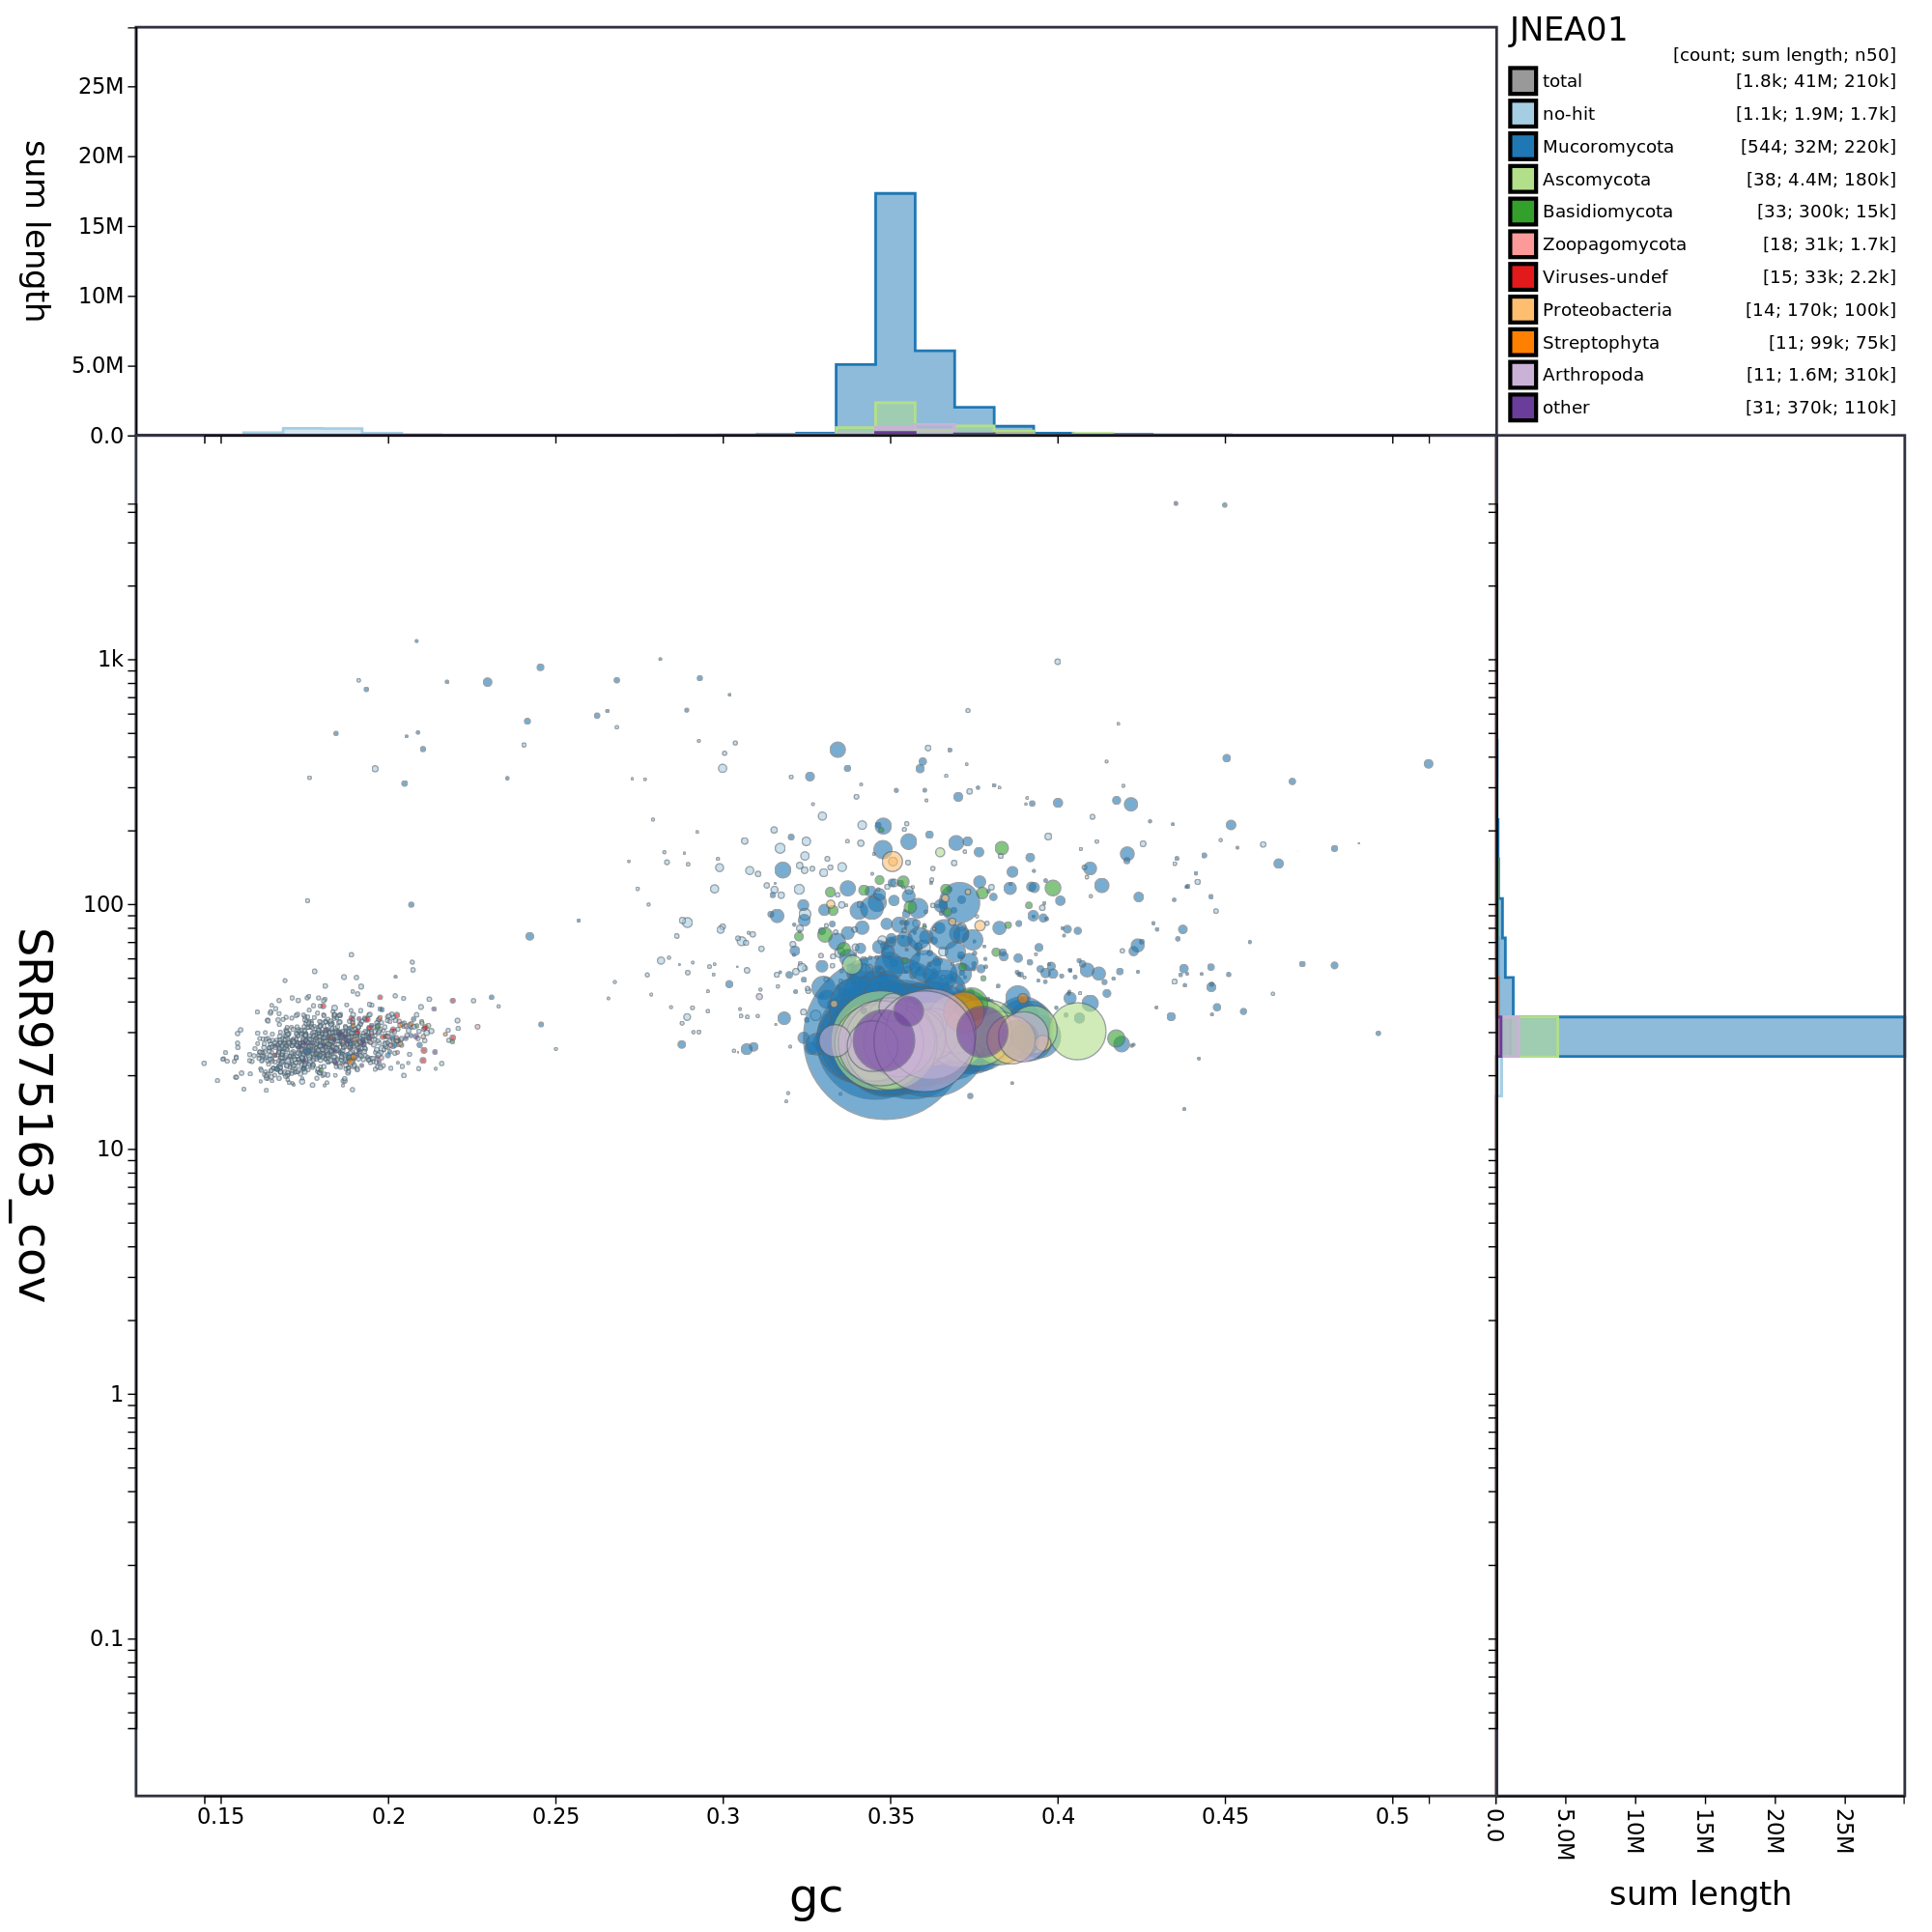 JNEA01
[count; sum length; n50]
total [1.8k; 41M; 210k]
no-hit [1.1k; 1.9M; 1.7k]
Mucoromycota [544; 32M; 220k]
Ascomycota [38; 4.4M; 180k]
Basidiomycota [33; 300k; 15k]
Zoopagomycota [18; 31k; 1.7k]
Viruses-undef [15; 33k; 2.2k]
Proteobacteria [14; 170k; 100k]
Streptophyta [11; 99k; 75k]
Arthropoda [11; 1.6M; 310k]
other [31; 370k; 110k]
sum length
25M
20M
15M
10M
5.0M
0.0
SRR975163_cov
1k
100
10
1
0.1
0.15 0.2 0.25 0.3 0.35 0.4 0.45 0.5
gc
0.0 5.0M 10M 15M 20M 25M
sum length